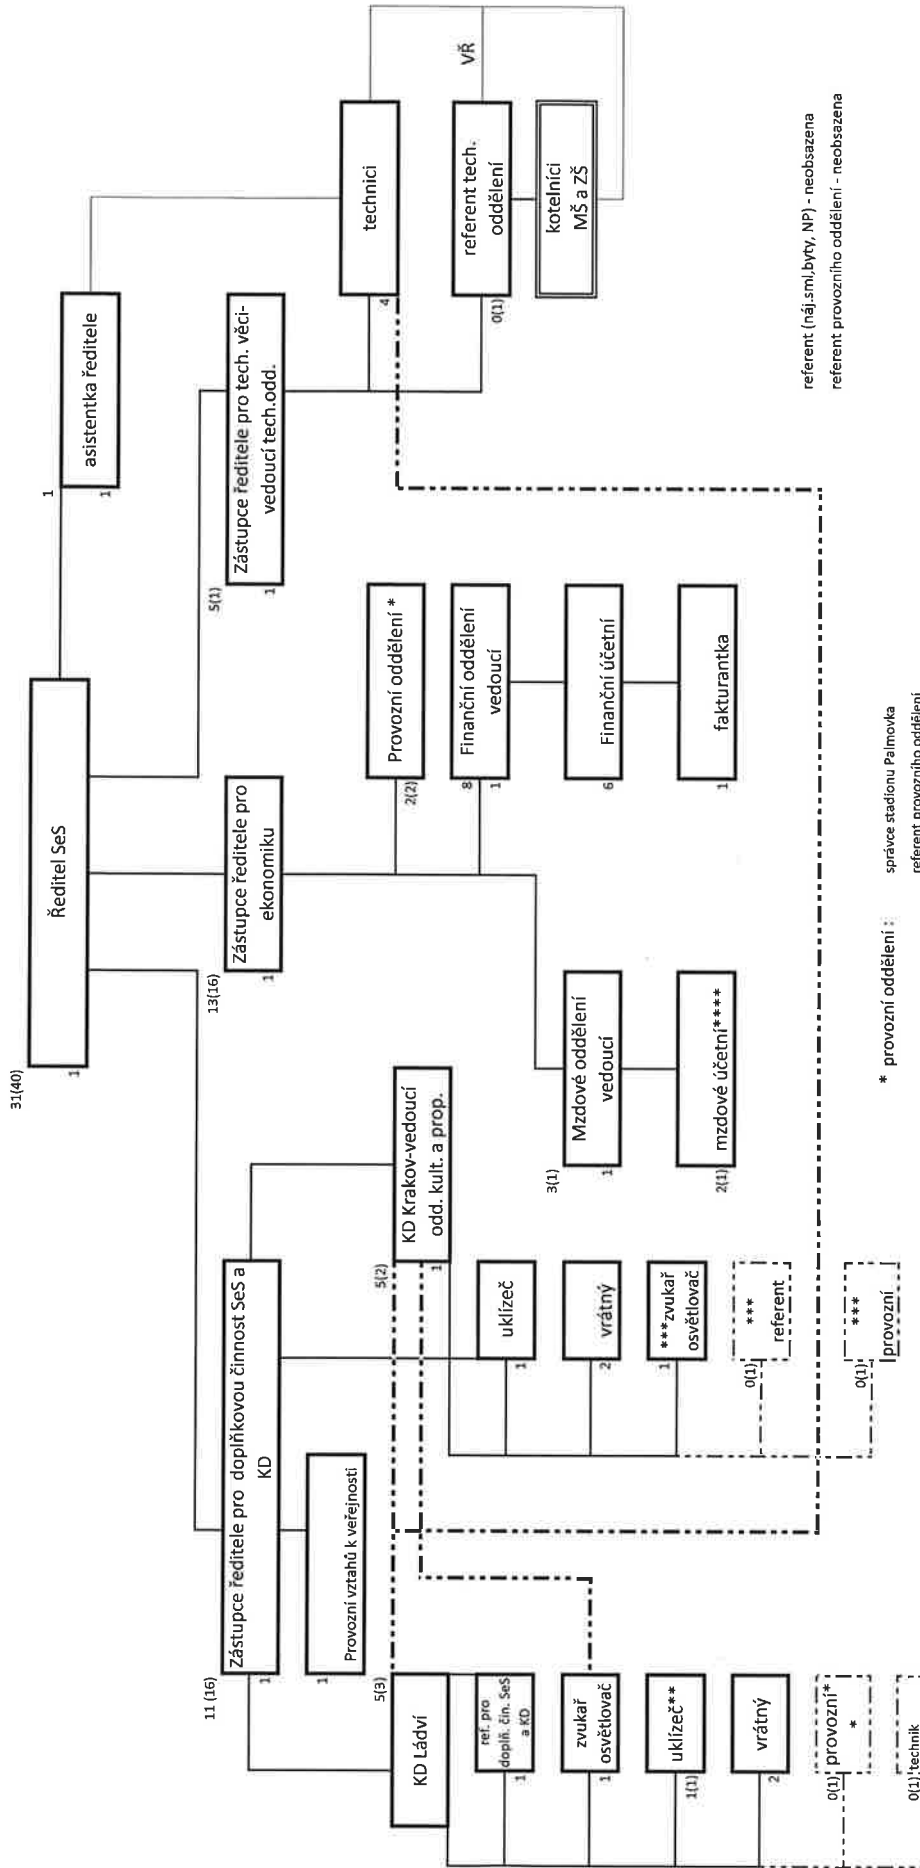 31(40)
Ředitel SeS
1
1
asistentka ředitele
1
11 (16)
Zástupce ředitele pro doplňkovou činnost SeS a
KD
1
13(16)
Zástupce ředitele pro
ekonomiku
1
5(1)
Zástupce ředitele pro tech. věci-
vedoucí tech.odd.
1
Provozní vztahů k veřejnosti
1
technici
4
VŘ
5(3)
KD Ládví
5(2)
KD Krakov-vedoucí
odd. kult. a prop.
1
Provozní oddělení *
2(2)
referent tech.
oddělení
0(1)
8
Finanční oddělení
vedoucí
1
ref. pro
doplň. čin. SeS
a KD
1
uklízeč
1
kotelníci
MŠ a ZŠ
zvukař
osvětlovač
1
vrátný
2
3(1)
Mzdové oddělení
vedoucí
1
Finanční účetní
6
uklízeč**
1(1)
***zvukař
osvětlovač
1
mzdové účetní****
2(1)
fakturantka
1
vrátný
2
***
referent
0(1)
provozní*
*
0(1)
***
provozní
0(1)
technik
0(1)
referent (náj.sml,byty, NP) - neobsazena
referent provozního oddělení - neobsazena
* provozní oddělení :
správce stadionu Palmovka
referent provozního oddělení